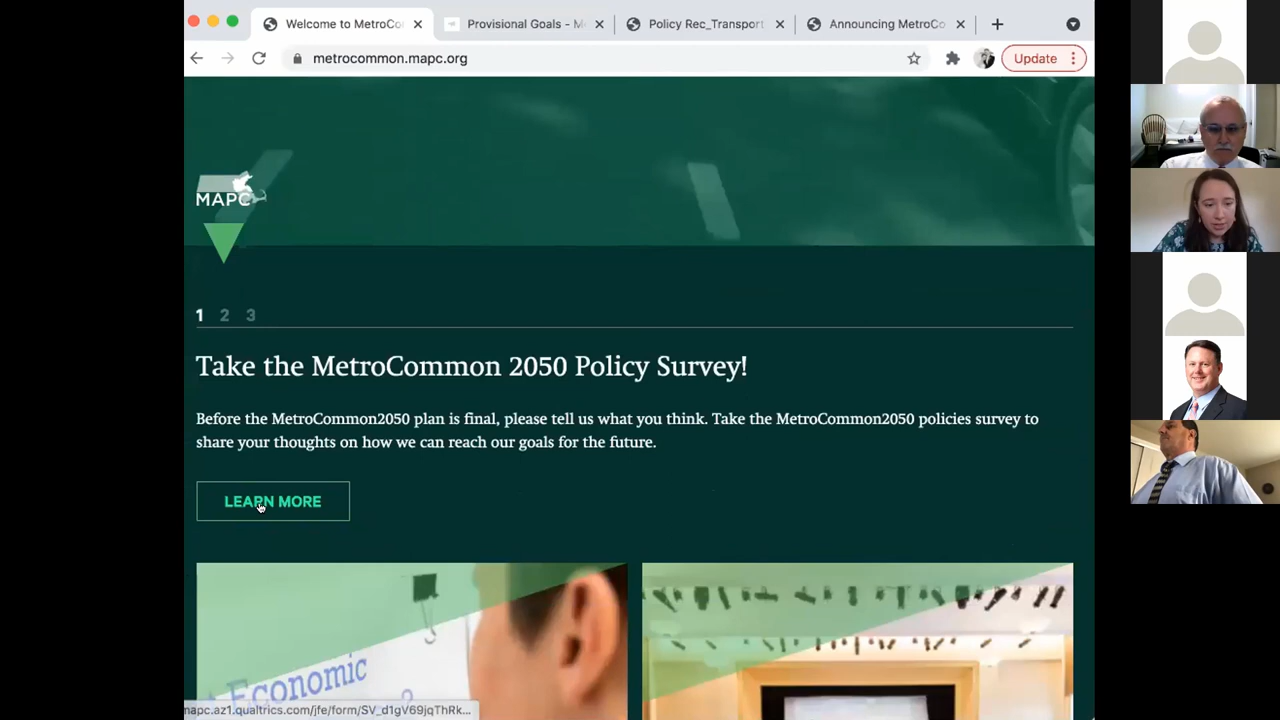 Welcome to MetroCo
Provisional Goals - M
Policy Rec_Transport
Announcing MetroCo
metrocommon.mapc.org
Update
MAPC
1 2 3
Take the MetroCommon 2050 Policy Survey!
Before the MetroCommon2050 plan is final, please tell us what you think. Take the MetroCommon2050 policies survey to
share your thoughts on how we can reach our goals for the future.
LEARN MORE
Economic
mapc.az1.qualtrics.com/jfe/form/SV_d1gV69jqThRk...